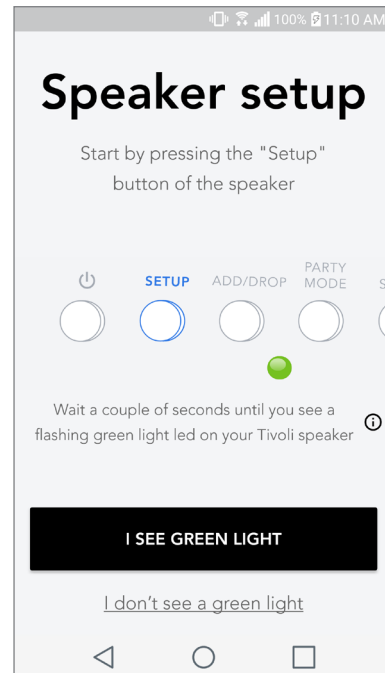 100% 11:10 AM
Speaker setup
Start by pressing the "Setup"
button of the speaker
SETUP ADD/DROP PARTY MODE S
Wait a couple of seconds until you see a
flashing green light led on your Tivoli speaker
I SEE GREEN LIGHT
I don't see a green light